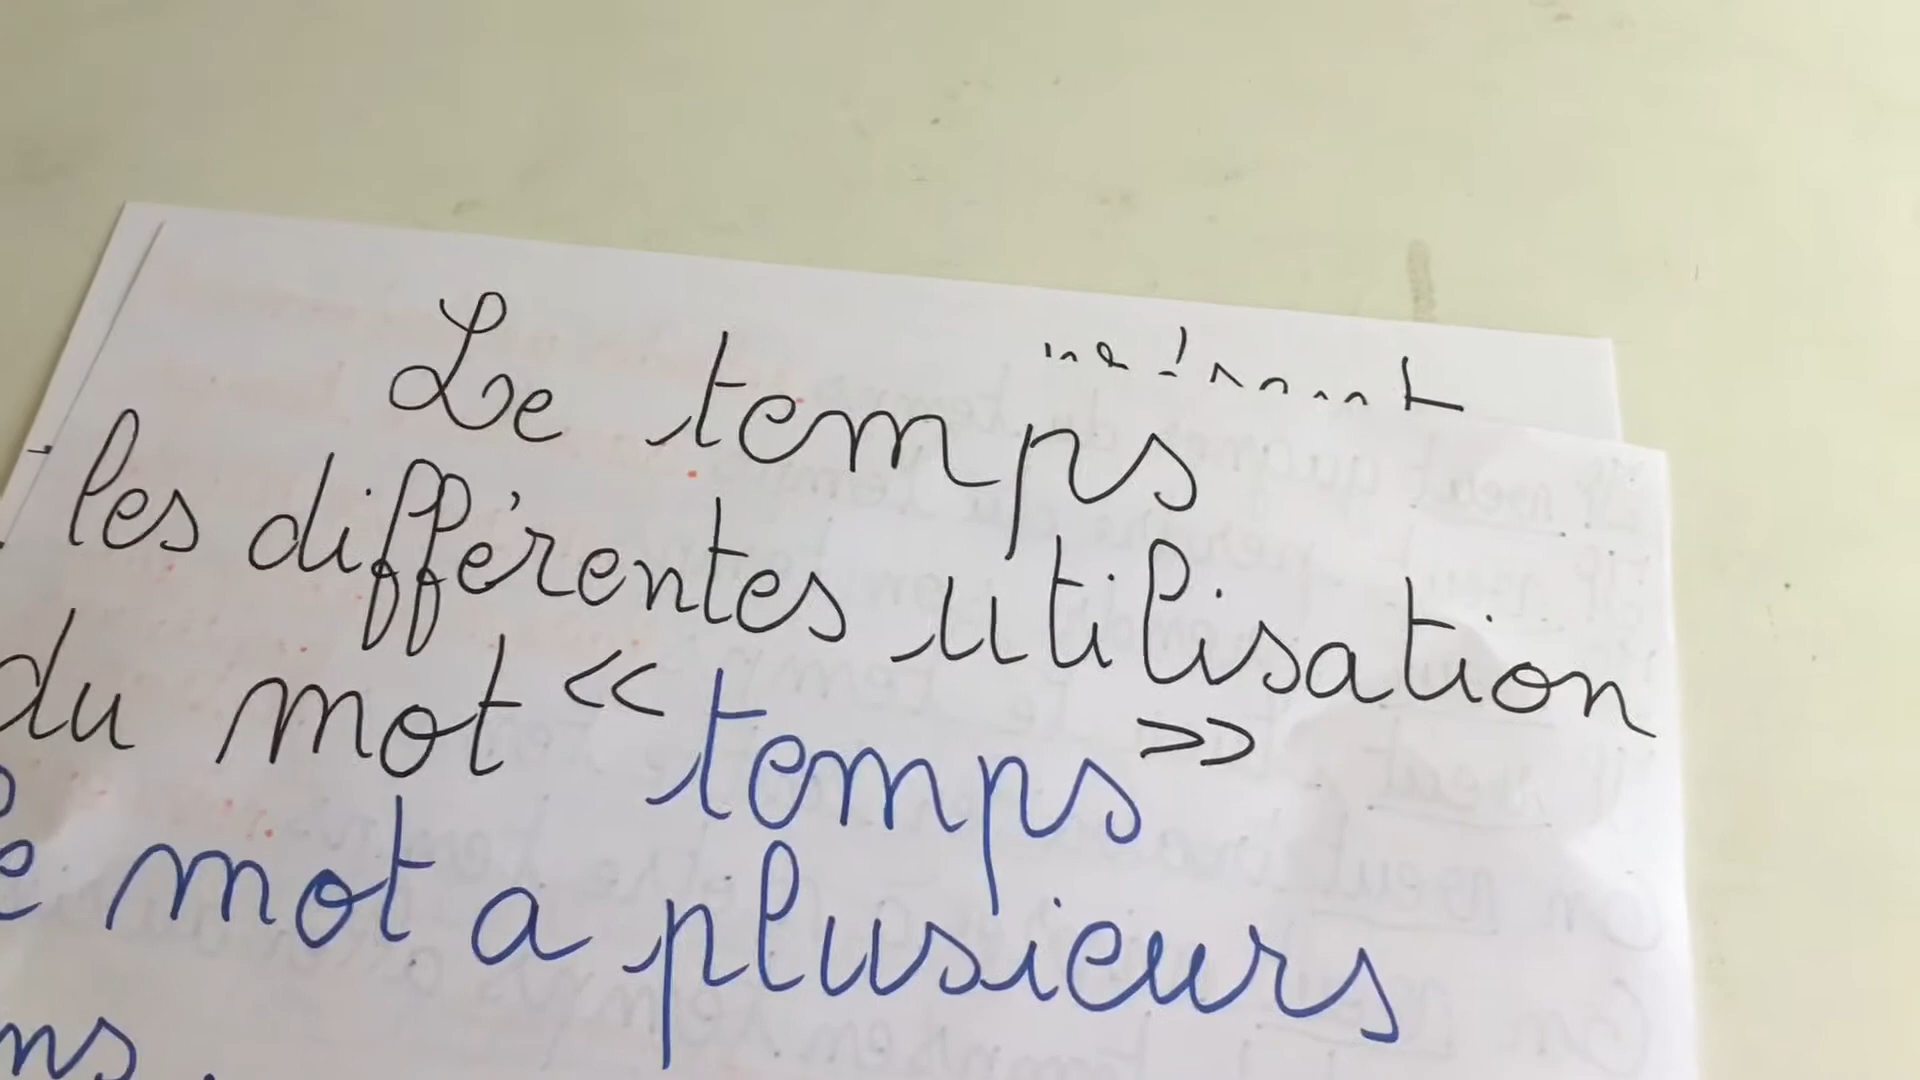 Le temps
les différentes utilisation
du mot << temps >>
mot a plusieurs